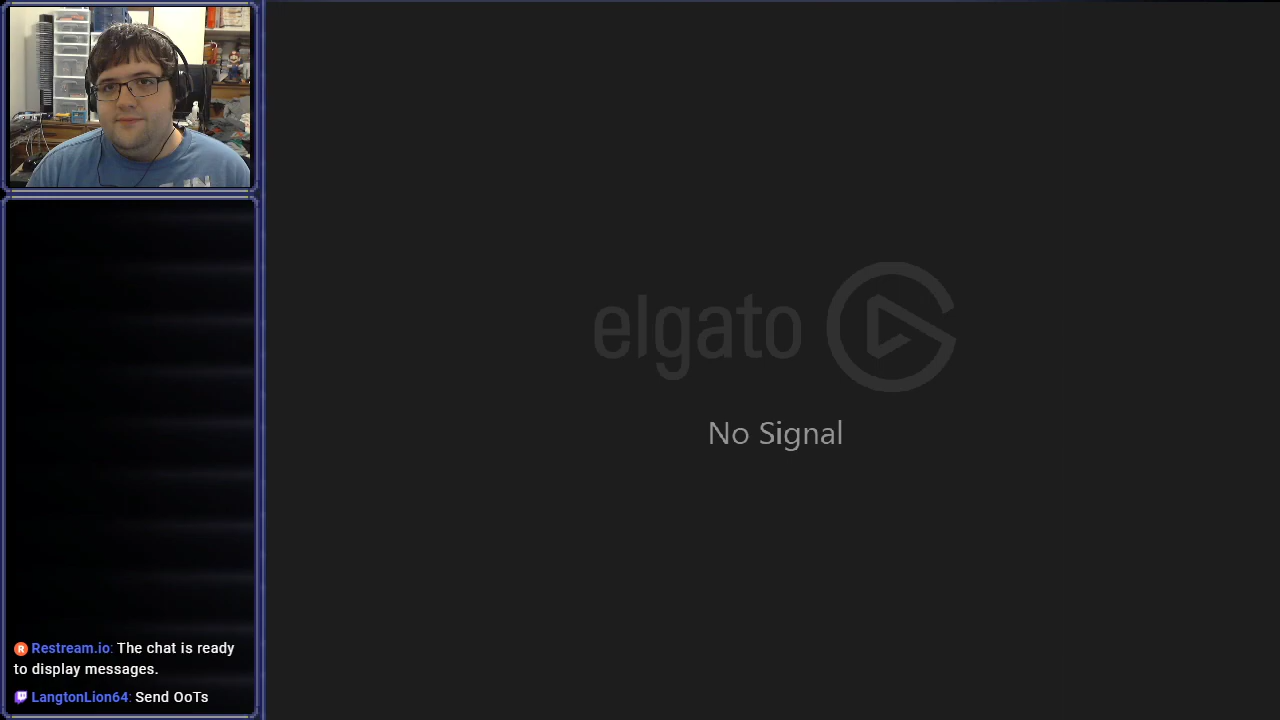 elgato
No Signal
Restream.io: The chat is ready
to display messages.
LangtonLion64: Send OoTs